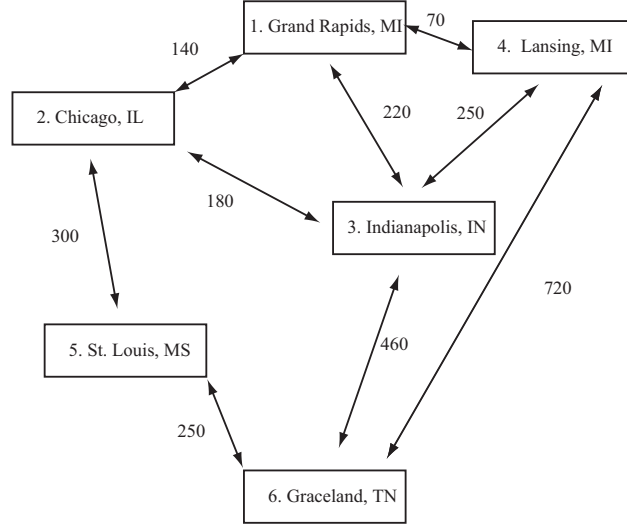 1. Grand Rapids, MI
70
4. Lansing, MI
140
2. Chicago, IL
220
250
180
3. Indianapolis, IN
300
720
5. St. Louis, MS
460
250
6. Graceland, TN